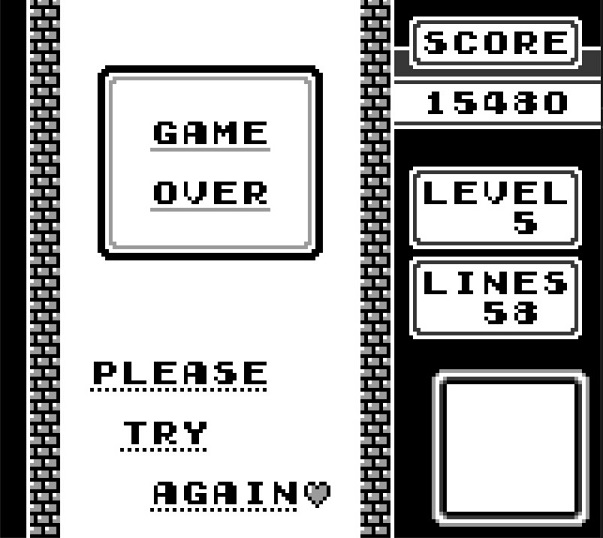 GAME
OVER
PLEASE
TRY
AGAIN♥
SCORE
15480
LEVEL
5
LINES
58